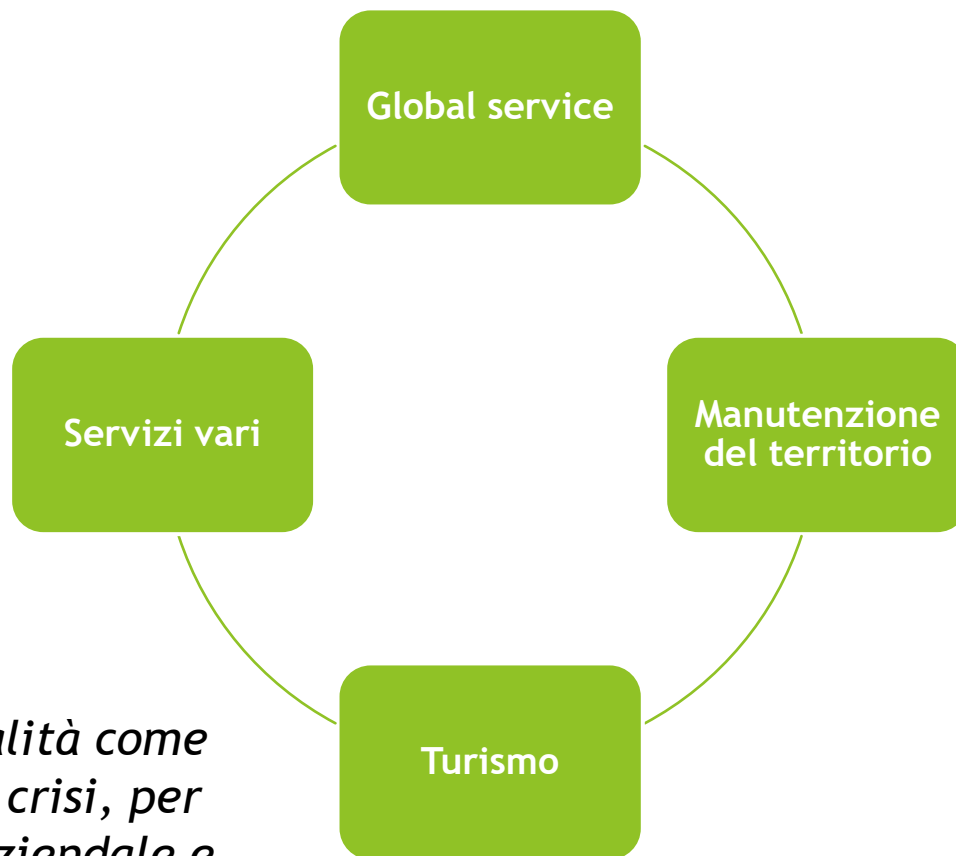 Global service
Servizi vari
Manutenzione
del territorio
Turismo
come
crisi, per
e